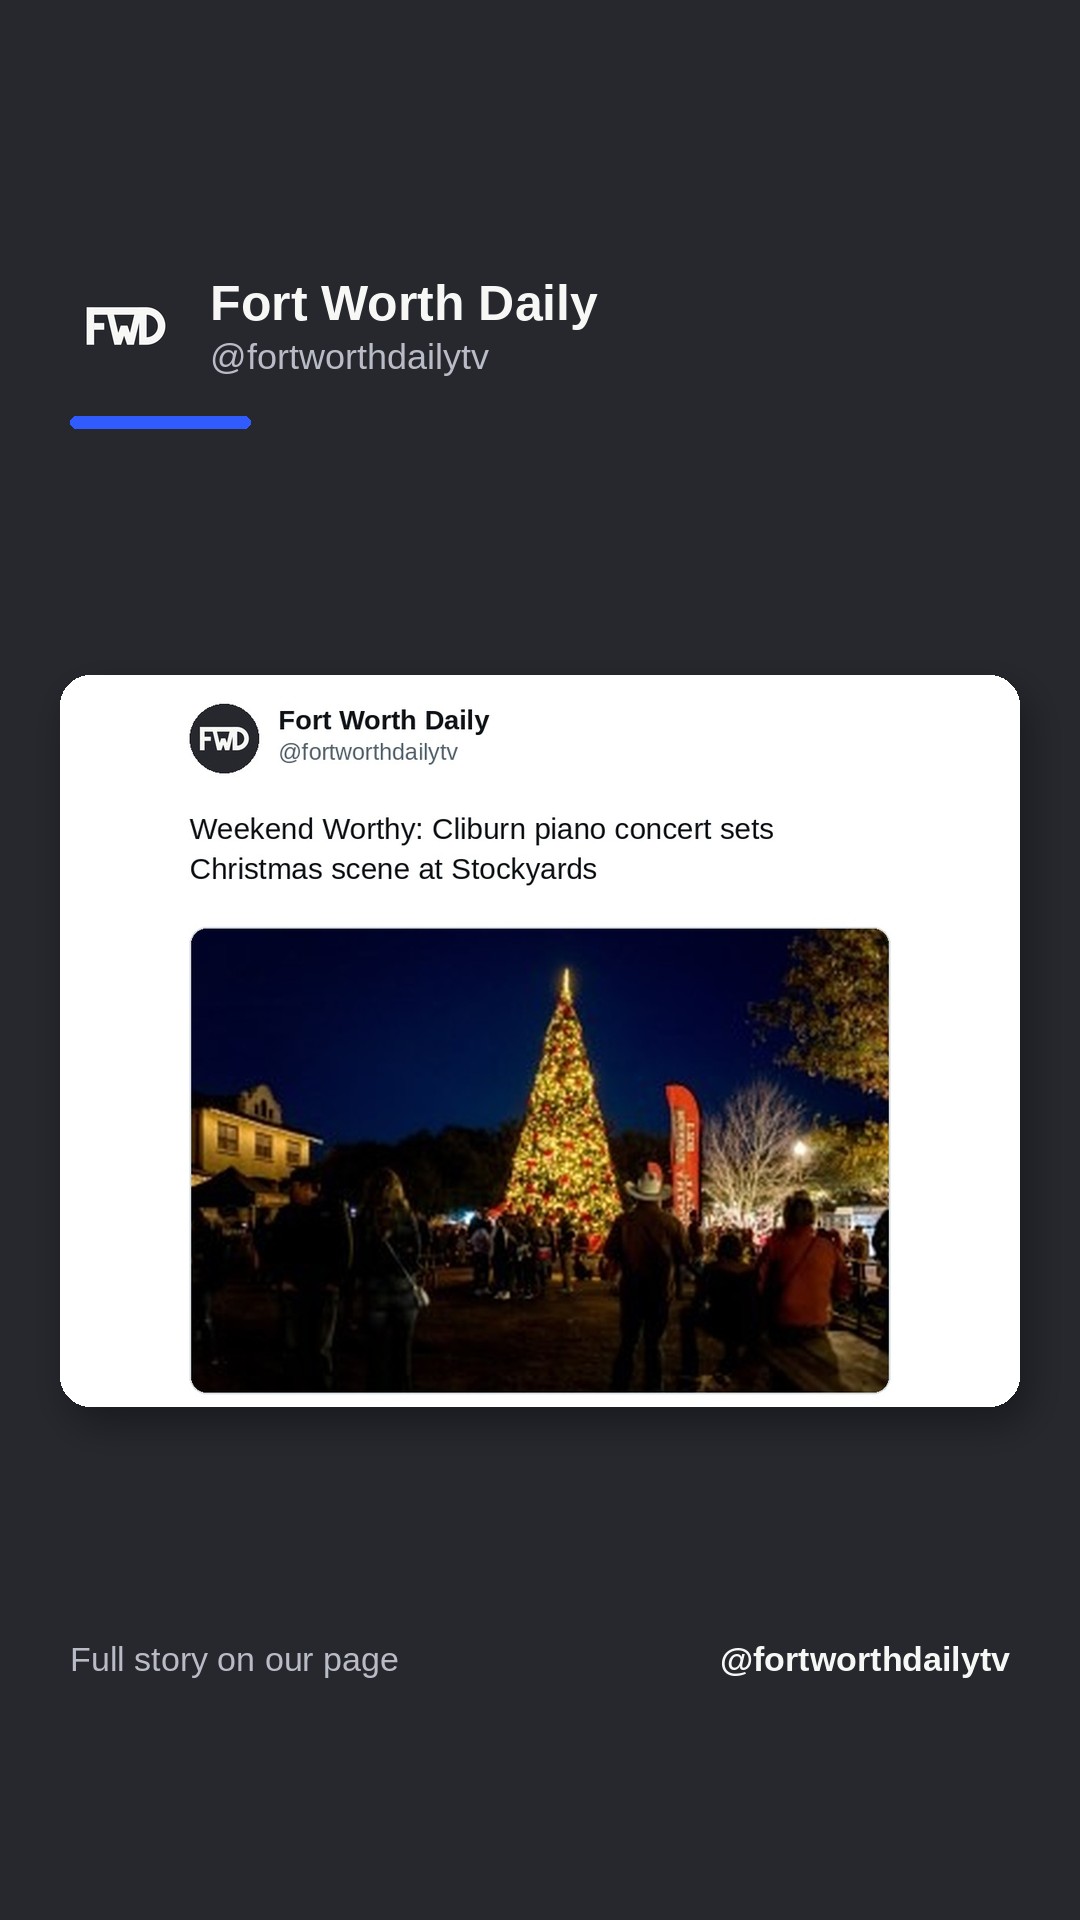 FWD
Fort Worth Daily
@fortworthdailytv
FWD
Fort Worth Daily
@fortworthdailytv
Weekend Worthy: Cliburn piano concert sets
Christmas scene at Stockyards
Full story on our page
@fortworthdailytv